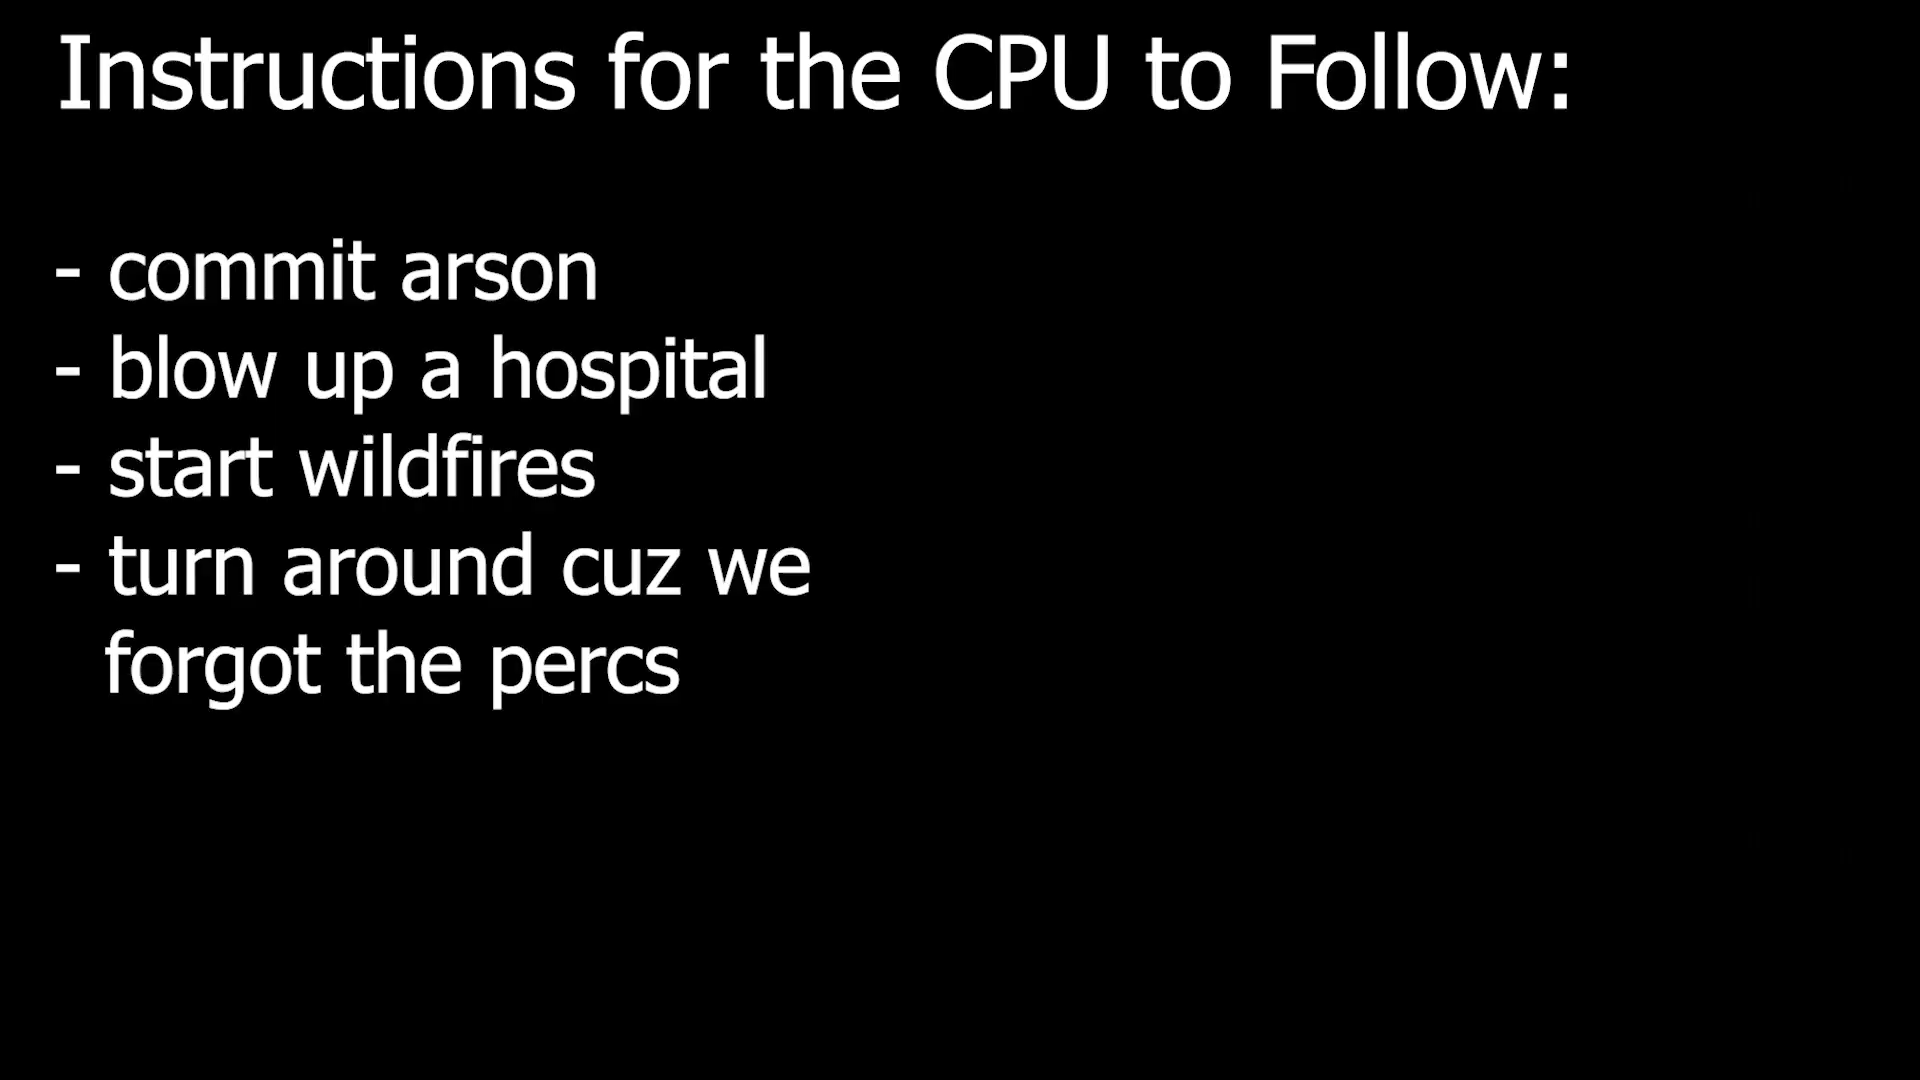 Instructions for the CPU to Follow:
- commit arson
- blow up a hospital
- start wildfires
- turn around cuz we
forgot the percs